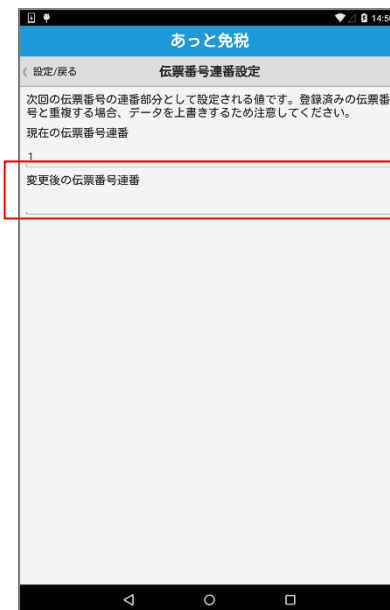 14:50
あっと免税
設定/戻る
伝票番号連番設定
次回の伝票番号の連番部分として設定される値です。登録済みの伝票番
号と重複する場合、データを上書きするため注意してください。
現在の伝票番号連番
1
変更後の伝票番号連番